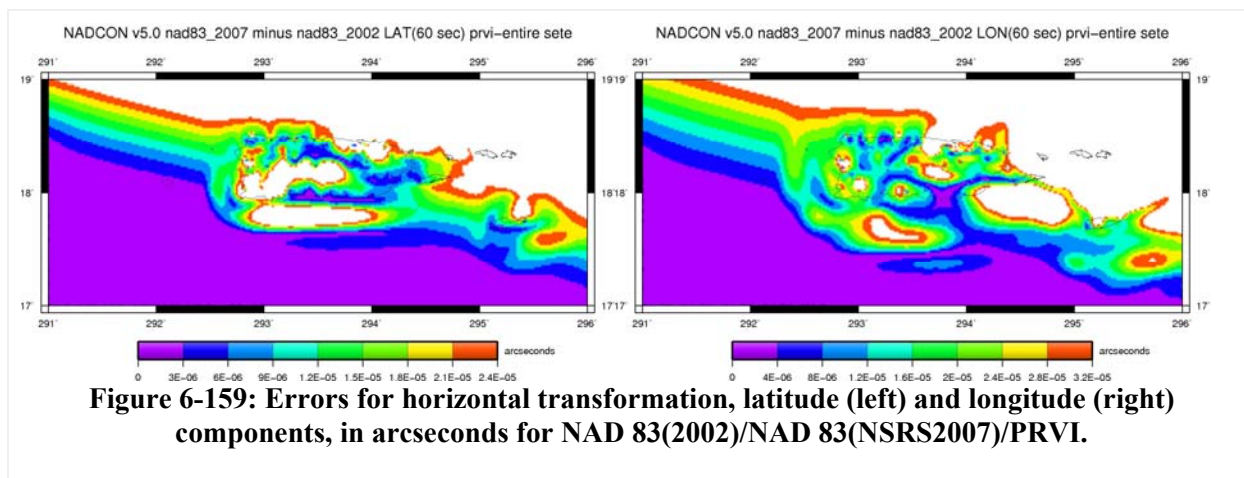 NADCON v5.0 nad83_2007 minus nad83_2002 LAT(60 sec) prvi-entire sete
291˚ 292˚ 293˚ 294˚ 295˚ 296˚
19˚
18˚
17˚
291˚ 292˚ 293˚ 294˚ 295˚ 296˚
arcseconds
0 3E-06 6E-06 9E-06 1.2E-05 1.5E-05 1.8E-05 2.1E-05 2.4E-05
NADCON v5.0 nad83_2007 minus nad83_2002 LON(60 sec) prvi-entire sete
291˚ 292˚ 293˚ 294˚ 295˚ 296˚
1919˚ 19˚
1818˚ 18˚
1717˚ 17˚
291˚ 292˚ 293˚ 294˚ 295˚ 296˚
arcseconds
0 4E-06 8E-06 1.2E-05 1.6E-05 2E-05 2.4E-05 2.8E-05 3.2E-05
Figure 6-159: Errors for horizontal transformation, latitude (left) and longitude (right)
components, in arcseconds for NAD 83(2002)/NAD 83(NSRS2007)/PRVI.